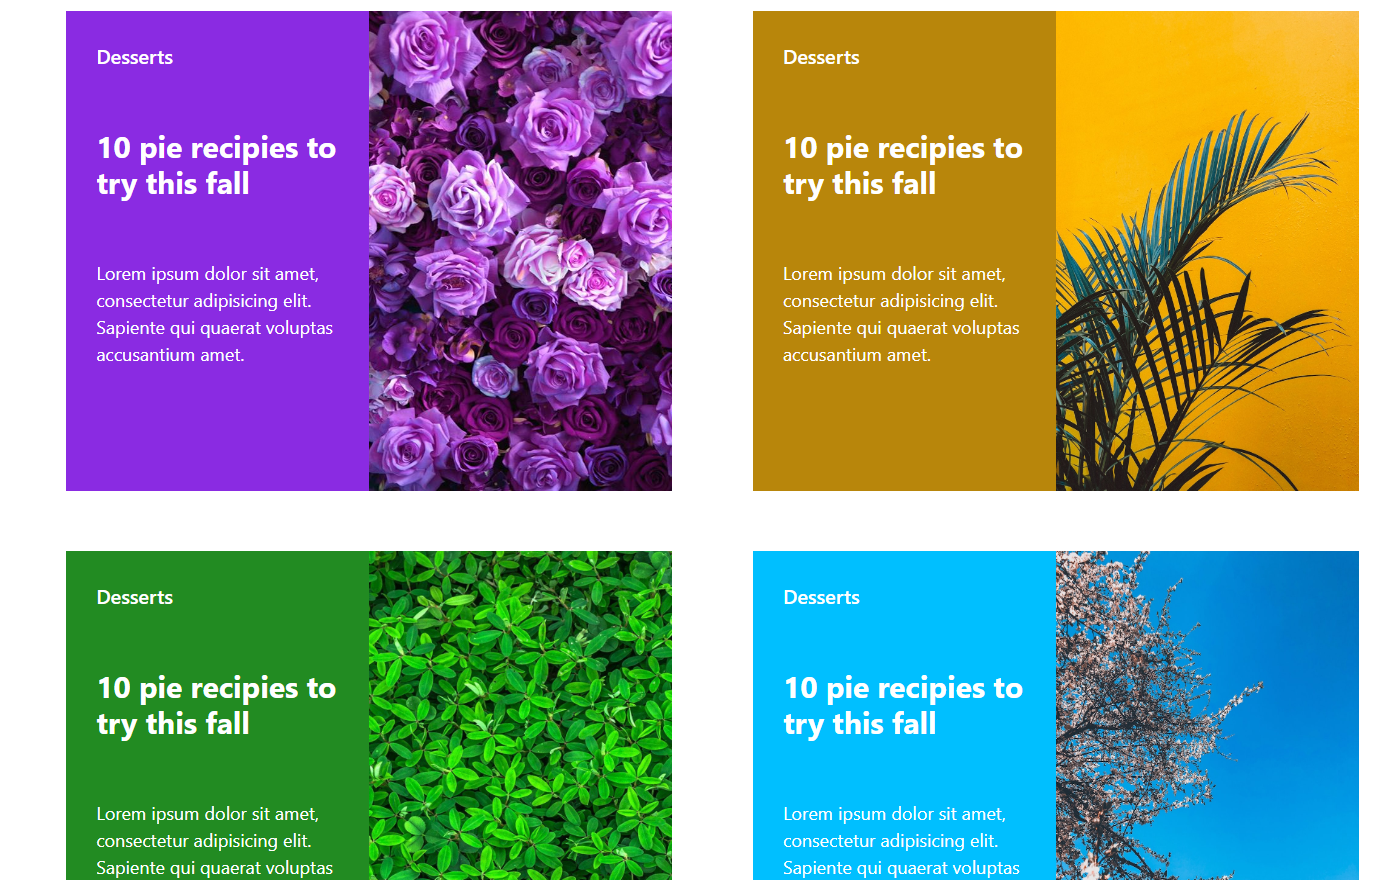 Desserts
10 pie recipies to
try this fall
Lorem ipsum dolor sit amet,
consectetur adipisicing elit.
Sapiente qui quaerat voluptas
accusantium amet.
Desserts
10 pie recipies to
try this fall
Lorem ipsum dolor sit amet,
consectetur adipisicing elit.
Sapiente qui quaerat voluptas
accusantium amet.
Desserts
10 pie recipies to
try this fall
Lorem ipsum dolor sit amet,
consectetur adipisicing elit.
Sapiente qui quaerat voluptas
Desserts
10 pie recipies to
try this fall
Lorem ipsum dolor sit amet,
consectetur adipisicing elit.
Sapiente qui quaerat voluptas